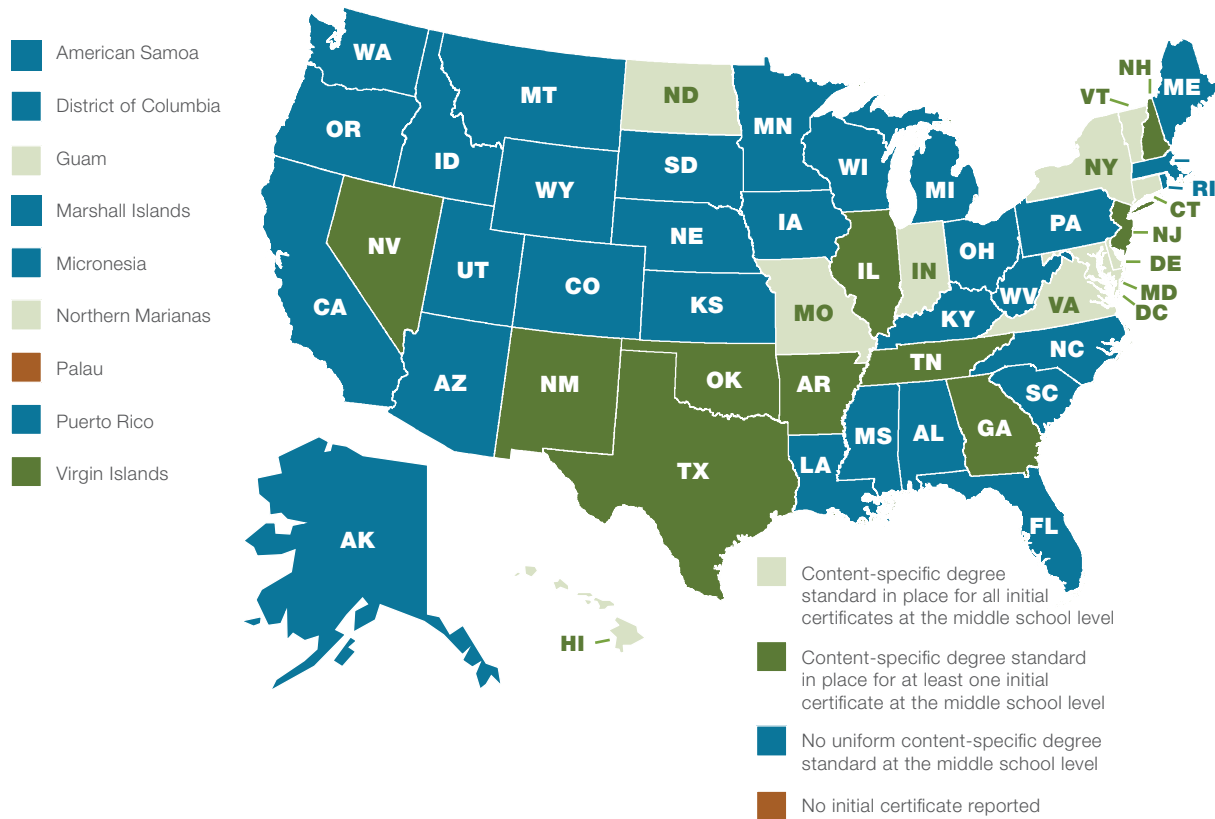 American Samoa
District of Columbia
Guam
Marshall Islands
Micronesia
Northern Marianas
Palau
Puerto Rico
Virgin Islands
WA
OR
CA
NV
ID
MT
WY
UT
CO
AZ
NM
ND
SD
NE
KS
OK
TX
MN
IA
MO
AR
LA
WI
IL
MI
IN
OH
KY
TN
MS
AL
GA
FL
SC
NC
VA
WV
PA
NY
VT
NH
ME
RI
CT
NJ
DE
MD
DC
AK
HI
Content-specific degree
standard in place for all initial
certificates at the middle school level
Content-specific degree standard
in place for at least one initial
certificate at the middle school level
No uniform content-specific degree
standard at the middle school level
No initial certificate reported